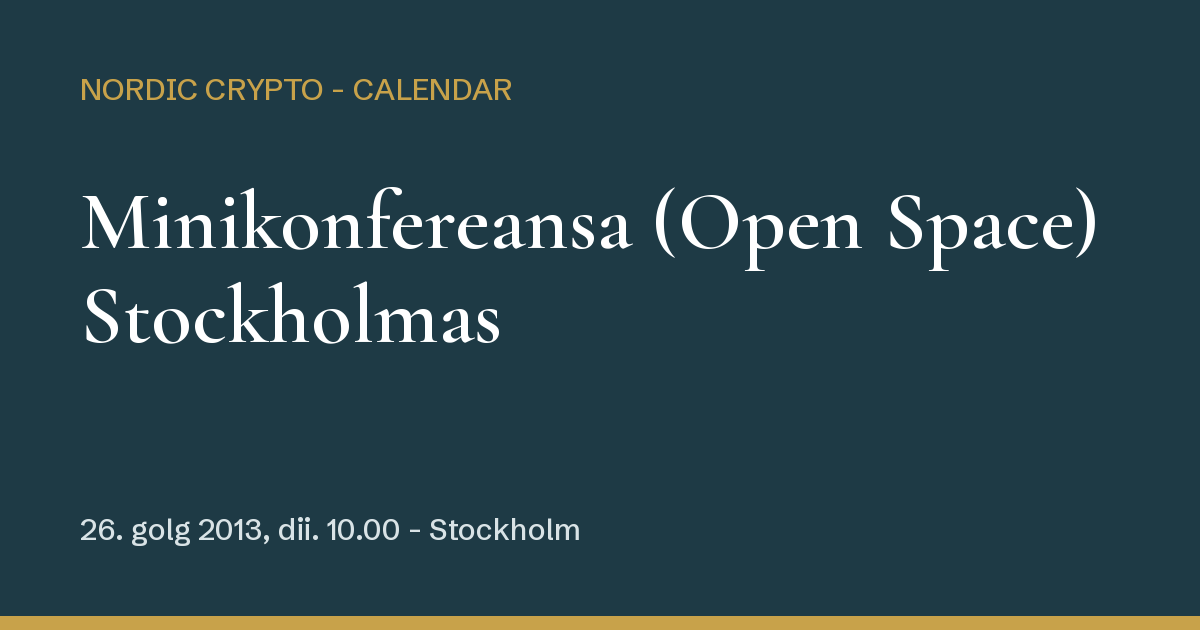 NORDIC CRYPTO - CALENDAR
Minikonfereansa (Open Space)
Stockholmas
26. golg 2013, dii. 10.00 - Stockholm